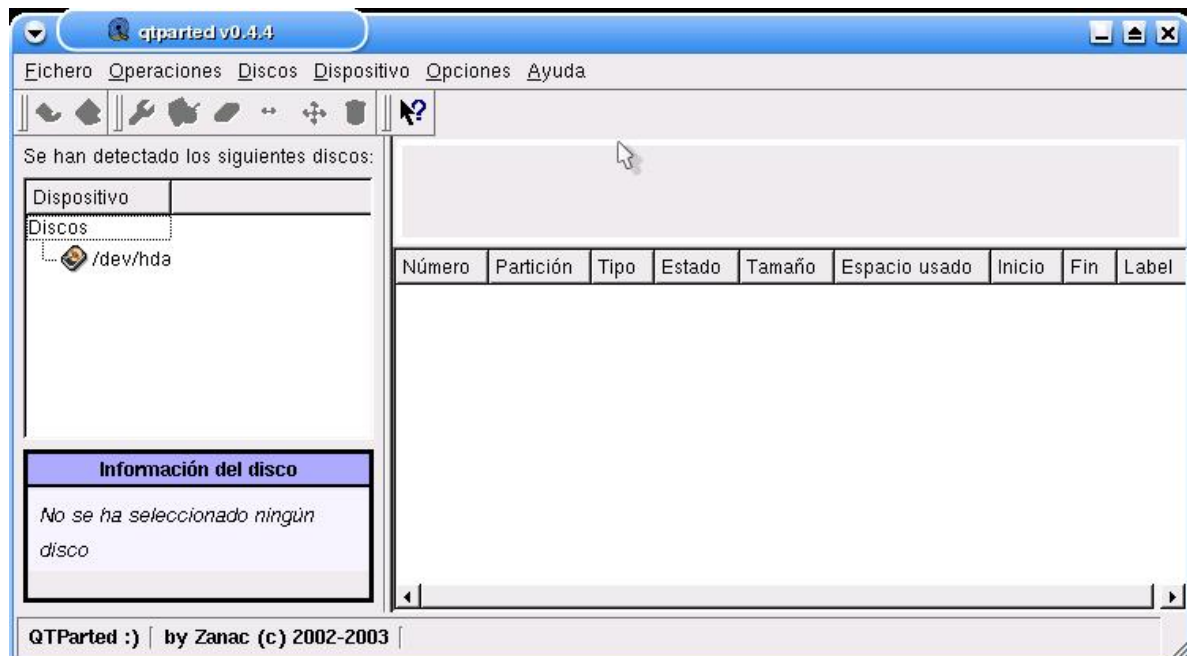 qtparted v0.4.4
Fichero Operaciones Discos Dispositivo Opciones Ayuda
Se han detectado los siguientes discos:
Dispositivo
Discos
/dev/hda
Número Partición Tipo Estado Tamaño Espacio usado Inicio Fin Label
Información del disco
No se ha seleccionado ningún
disco
QTParted :) by Zanac (c) 2002-2003